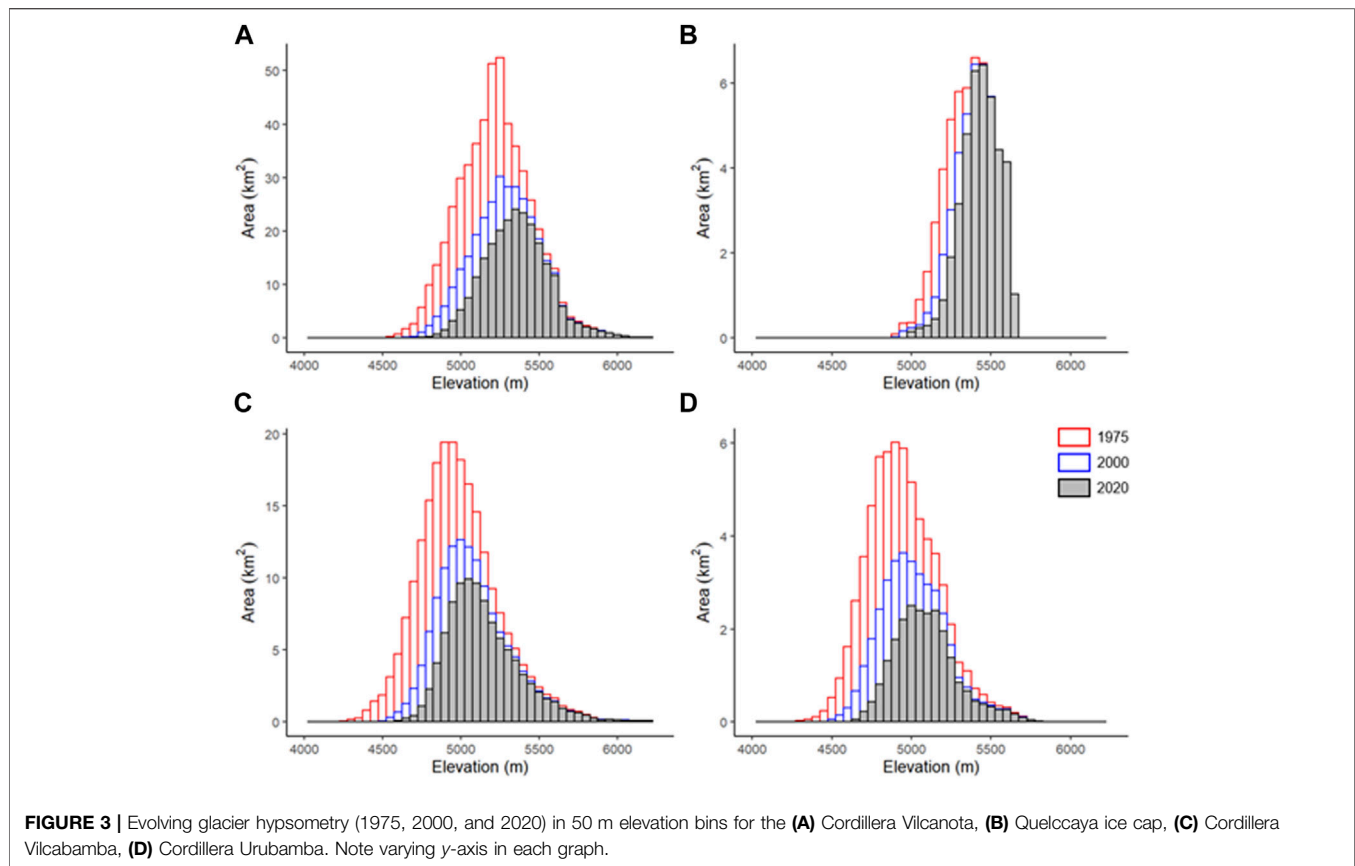 A
B
50
40
30
20
10
0
Area (km²)
4000 4500 5000 5500 6000
Elevation (m)
6
4
2
0
Area (km²)
4000 4500 5000 5500 6000
Elevation (m)
C
D
20
15
10
5
0
Area (km²)
4000 4500 5000 5500 6000
Elevation (m)
6
4
2
0
Area (km²)
4000 4500 5000 5500 6000
Elevation (m)
1975
2000
2020
FIGURE 3 | Evolving glacier hypsometry (1975, 2000, and 2020) in 50 m elevation bins for the (A) Cordillera Vilcanota, (B) Quelccaya ice cap, (C) Cordillera
Vilcabamba, (D) Cordillera Urubamba. Note varying y-axis in each graph.